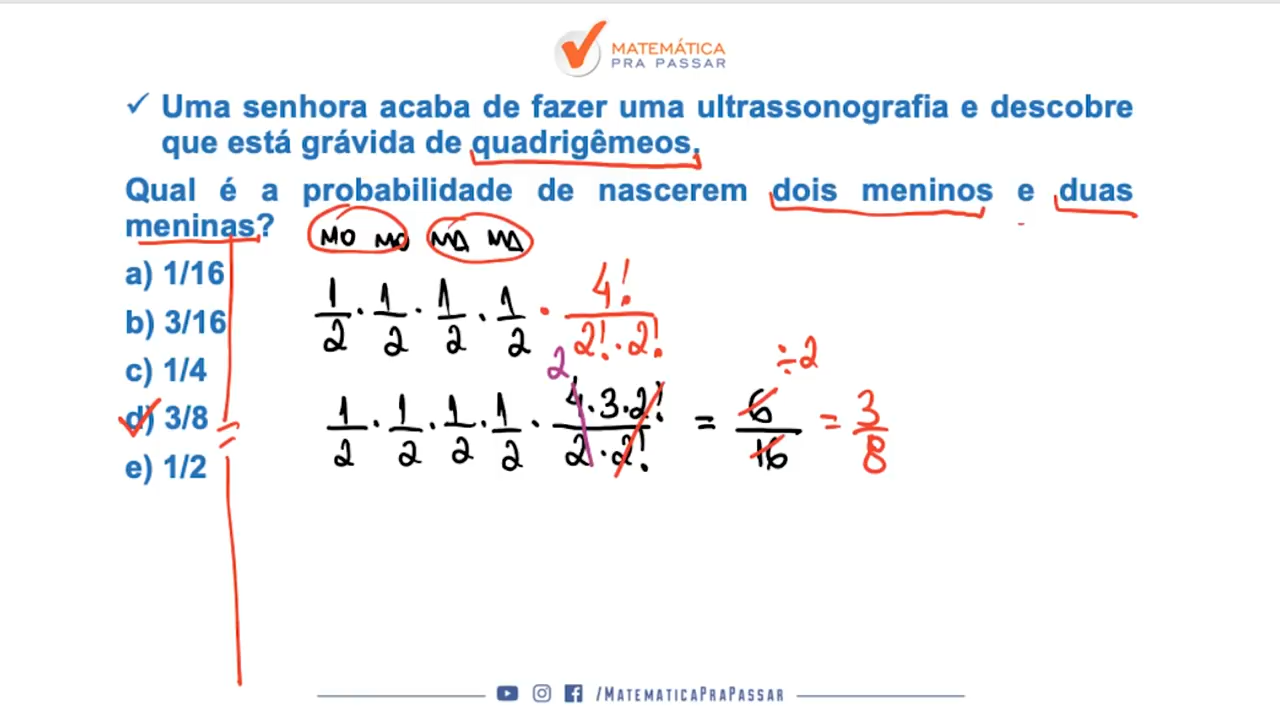 MATEMÁTICA
PRA PASSAR
✓ Uma senhora acaba de fazer uma ultrassonografia e descobre
que está grávida de quadrigêmeos.
Qual é a probabilidade de nascerem dois meninos e duas
meninas?
MO MO MA MA
a) 1/16
1/2 · 1/2 · 1/2 · 1/2 · 4!/2!·2!
b) 3/16
c) 1/4
2
÷2
d) 3/8
1/2 · 1/2 · 1/2 · 1/2 · 4·3·2!/2·2! = 6/16 = 3/8
e) 1/2
/MATEMATICAPRAPASSAR